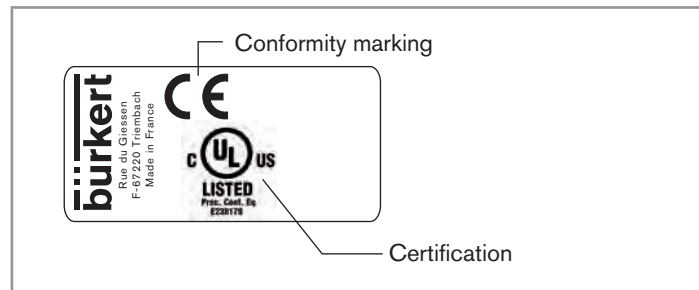 Conformity marking
bürkert
Rue du Giessen
F-67220 Triembach
Made in France
CE
C UL US
LISTED
Proc. Cont. Eq.
E238179
Certification